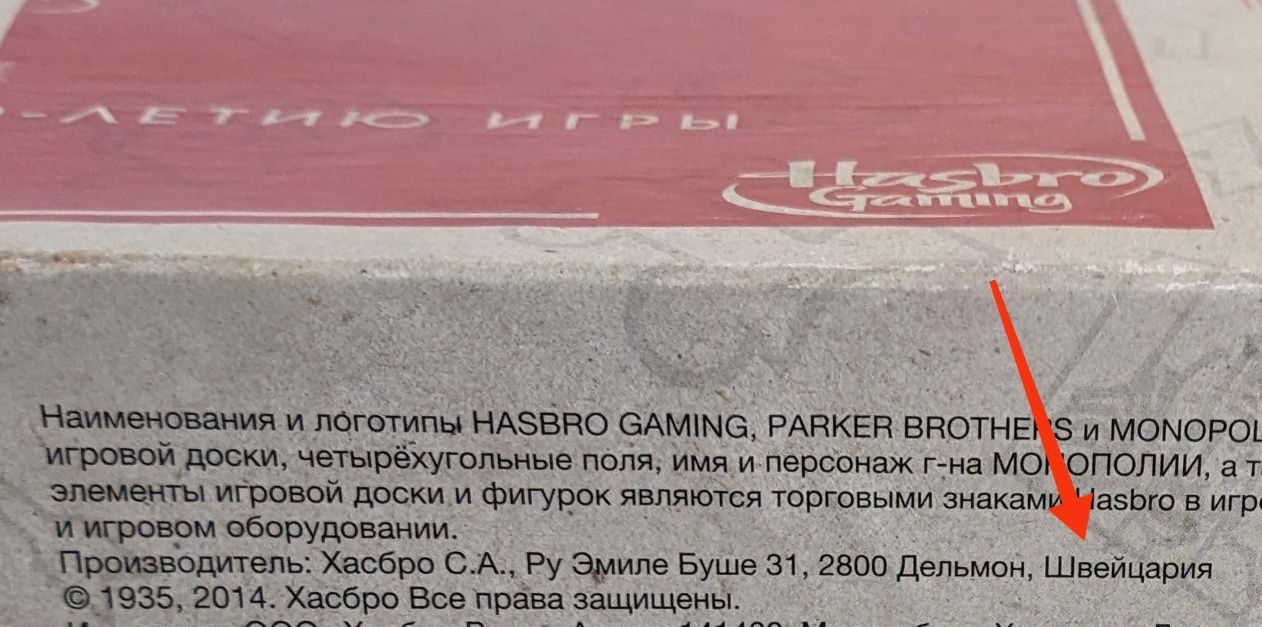 -ЛЕТИЮ ИГРЫ
Hasbro
Gaming
Наименования и логотипы HASBRO GAMING, PARKER BROTHERS и MONOPOL
игровой доски, четырёхугольные поля, имя и персонаж г-на МОНОПОЛИИ, а т
элементы игровой доски и фигурок являются торговыми знаками Hasbro в игро
и игровом оборудовании.
Производитель: Хасбро С.А., Ру Эмиле Буше 31, 2800 Дельмон, Швейцария
© 1935, 2014. Хасбро Все права защищены.